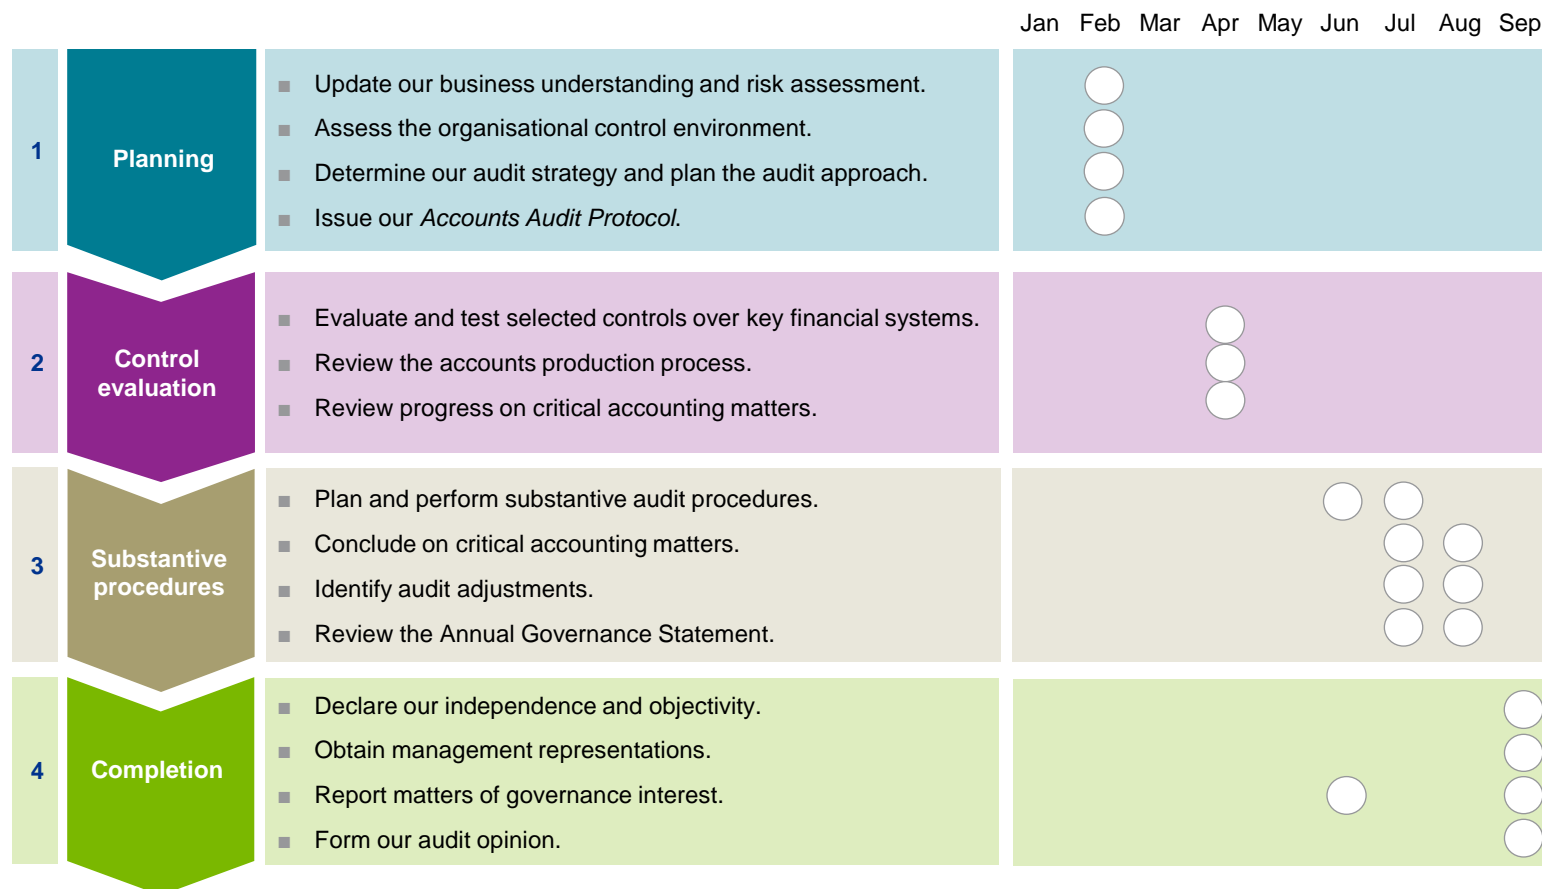 Jan Feb Mar Apr May Jun Jul Aug Sep
1
Planning
■ Update our business understanding and risk assessment.
■ Assess the organisational control environment.
■ Determine our audit strategy and plan the audit approach.
■ Issue our Accounts Audit Protocol.
2
Control
evaluation
■ Evaluate and test selected controls over key financial systems.
■ Review the accounts production process.
■ Review progress on critical accounting matters.
3
Substantive
procedures
■ Plan and perform substantive audit procedures.
■ Conclude on critical accounting matters.
■ Identify audit adjustments.
■ Review the Annual Governance Statement.
4
Completion
■ Declare our independence and objectivity.
■ Obtain management representations.
■ Report matters of governance interest.
■ Form our audit opinion.